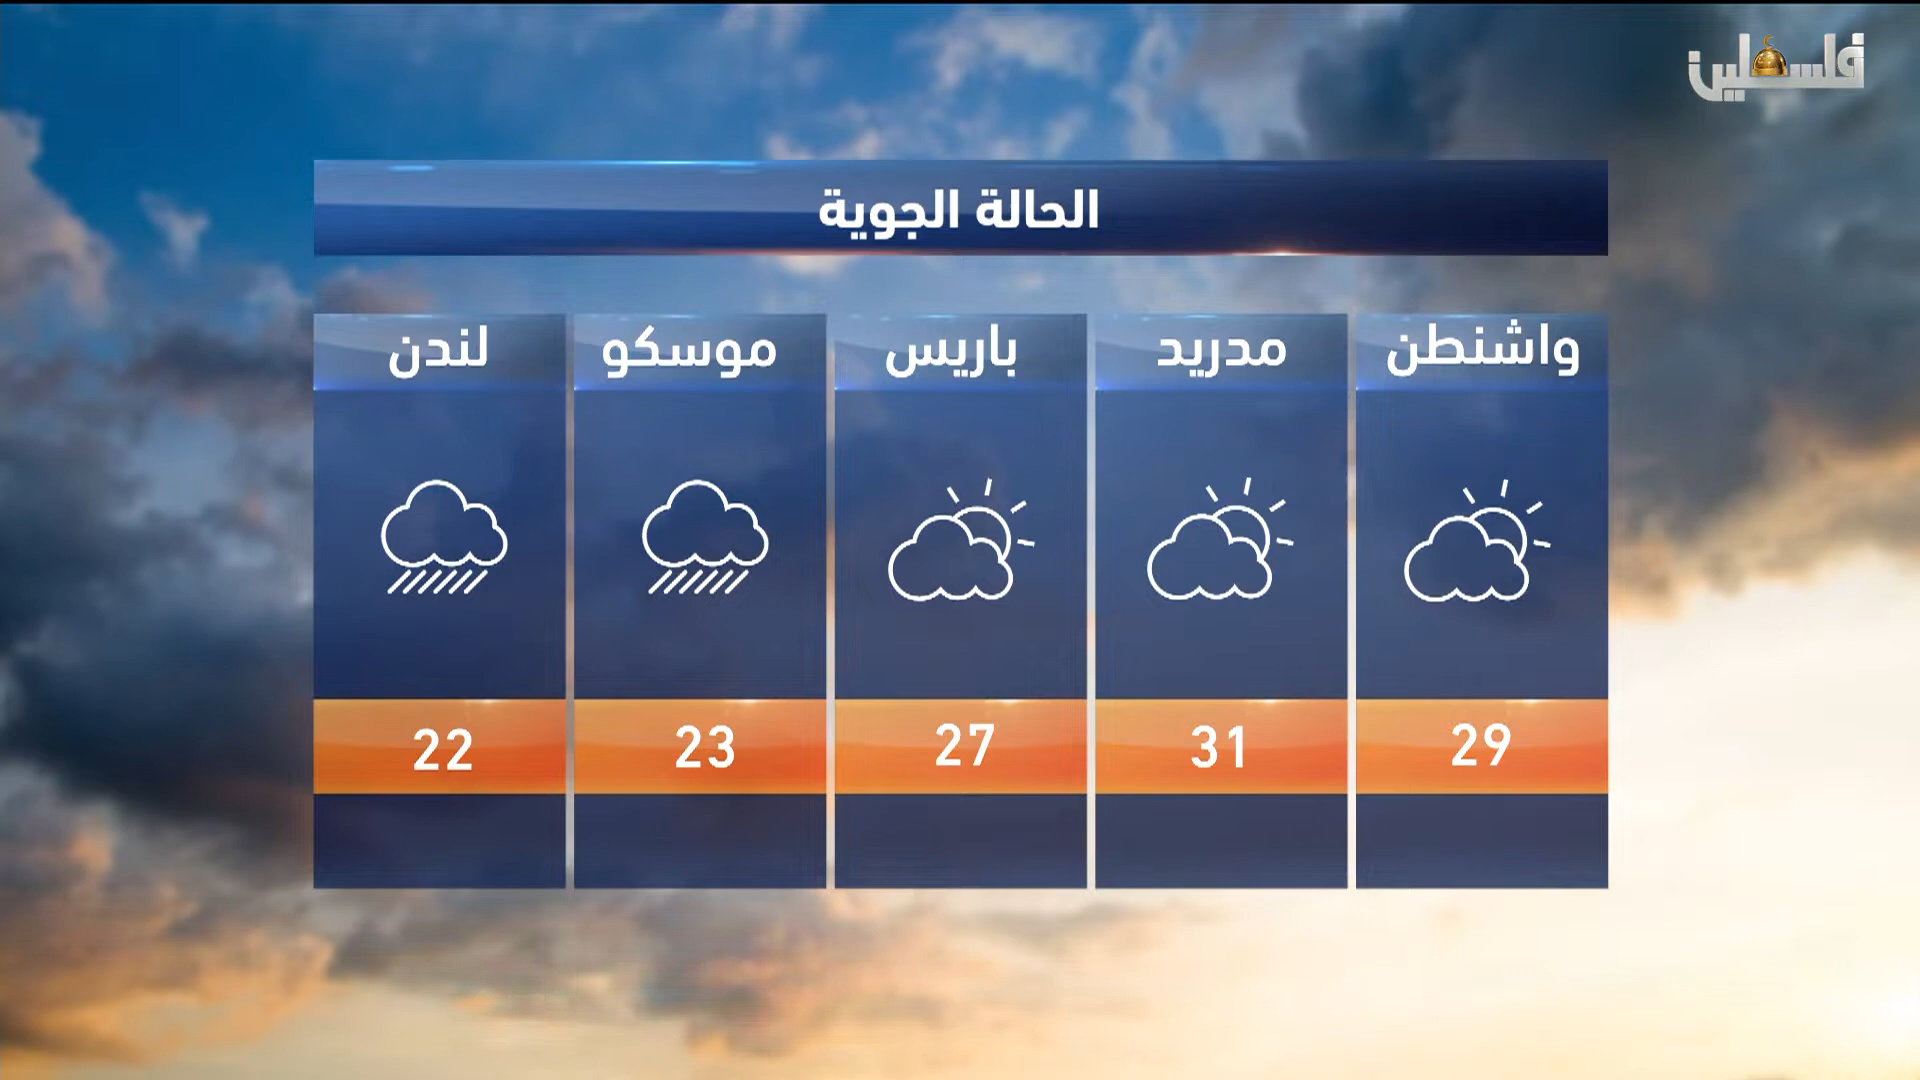 فلسطين
الحالة الجوية
واشنطن
مدريد
باريس
موسكو
لندن
29
31
27
23
22